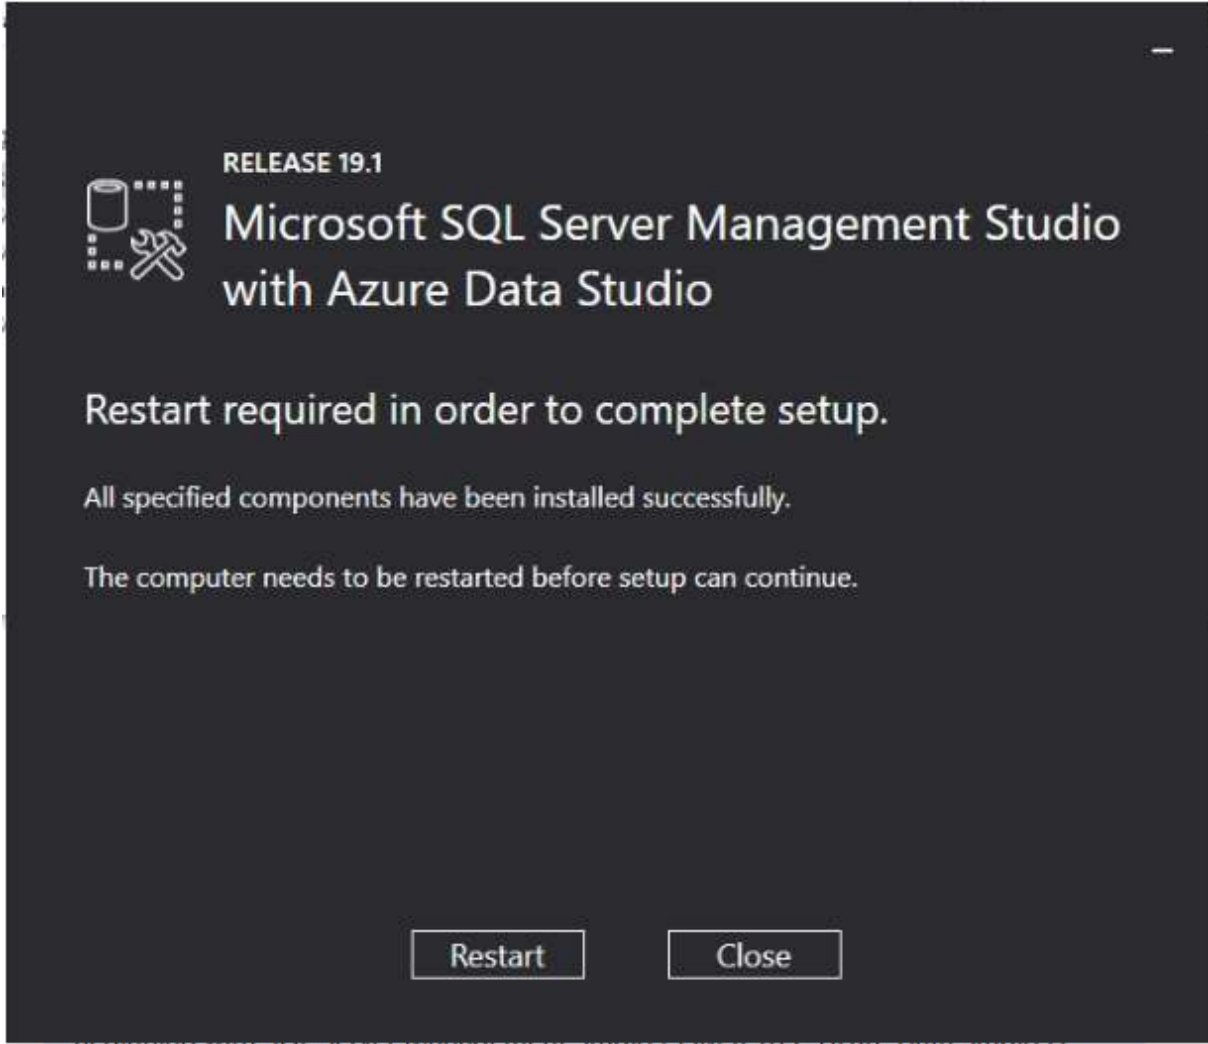 RELEASE 19.1
Microsoft SQL Server Management Studio
with Azure Data Studio
Restart required in order to complete setup.
All specified components have been installed successfully.
The computer needs to be restarted before setup can continue.
Restart
Close